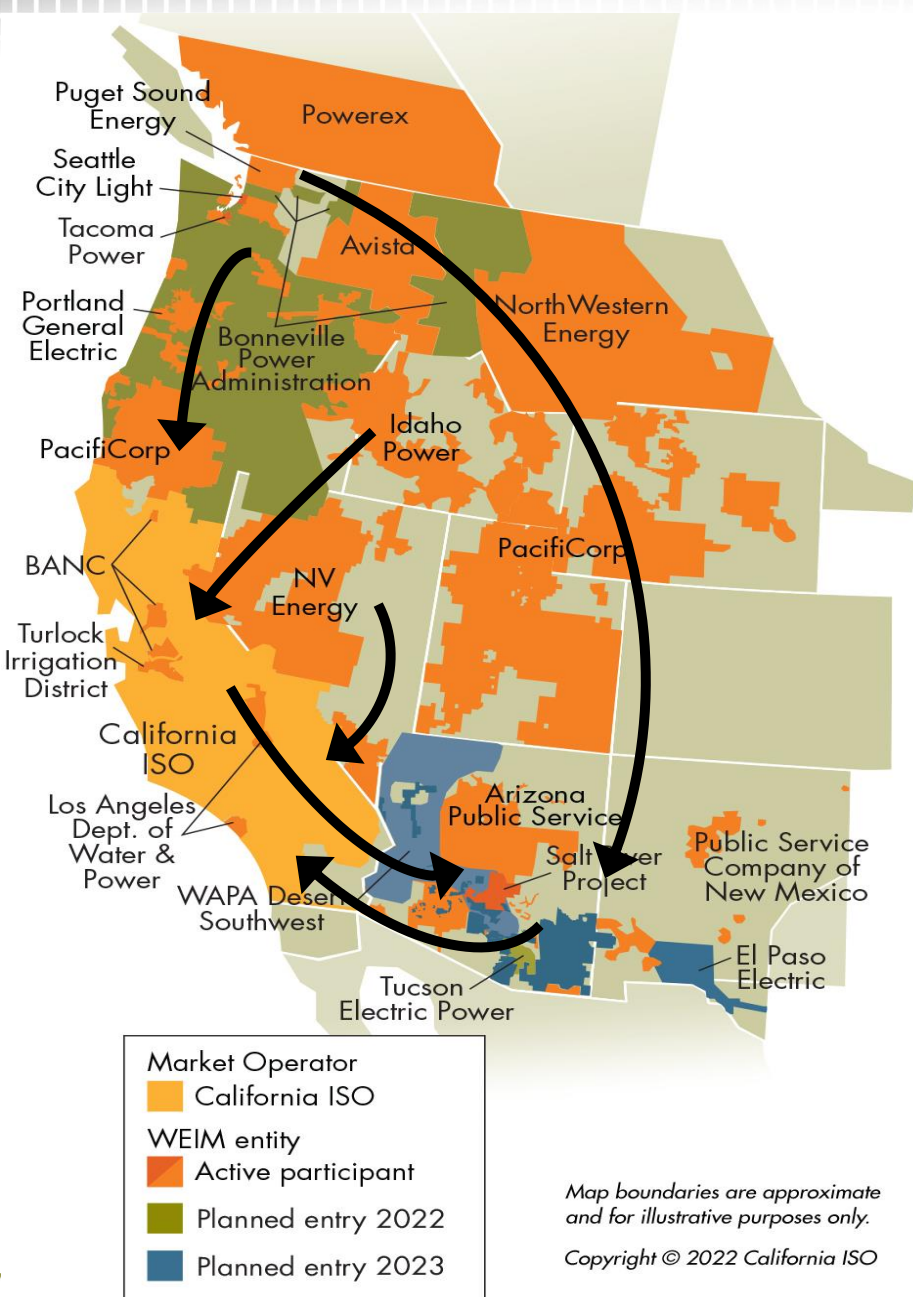 Puget Sound
Energy
Powerex
Seattle
City Light
Tacoma
Power
Avista
Portland
General
Electric
Bonneville
Power
Administration
NorthWestern
Energy
PacifiCorp
Idaho
Power
BANC
NV
Energy
PacifiCorp
Turlock
Irrigation
District
California
ISO
Los Angeles
Dept. of
Water &
Power
Arizona
Public Service
Salt River
Project
Public Service
Company of
New Mexico
WAPA Desert
Southwest
El Paso
Electric
Tucson
Electric Power
Market Operator
California ISO
WEIM entity
Active participant
Planned entry 2022
Planned entry 2023
Map boundaries are approximate
and for illustrative purposes only.
Copyright © 2022 California ISO